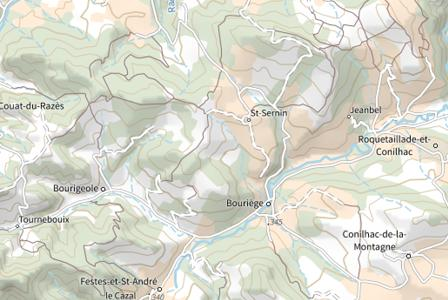 Couat-du-Razès
St-Sernin
Jeanbel
Roquetaillade-et-
Conilhac
Bourigeole
Bouriège
Tournebouix
345
Conilhac-de-la-
Montagne
Festes-et-St-André
le Cazal
340